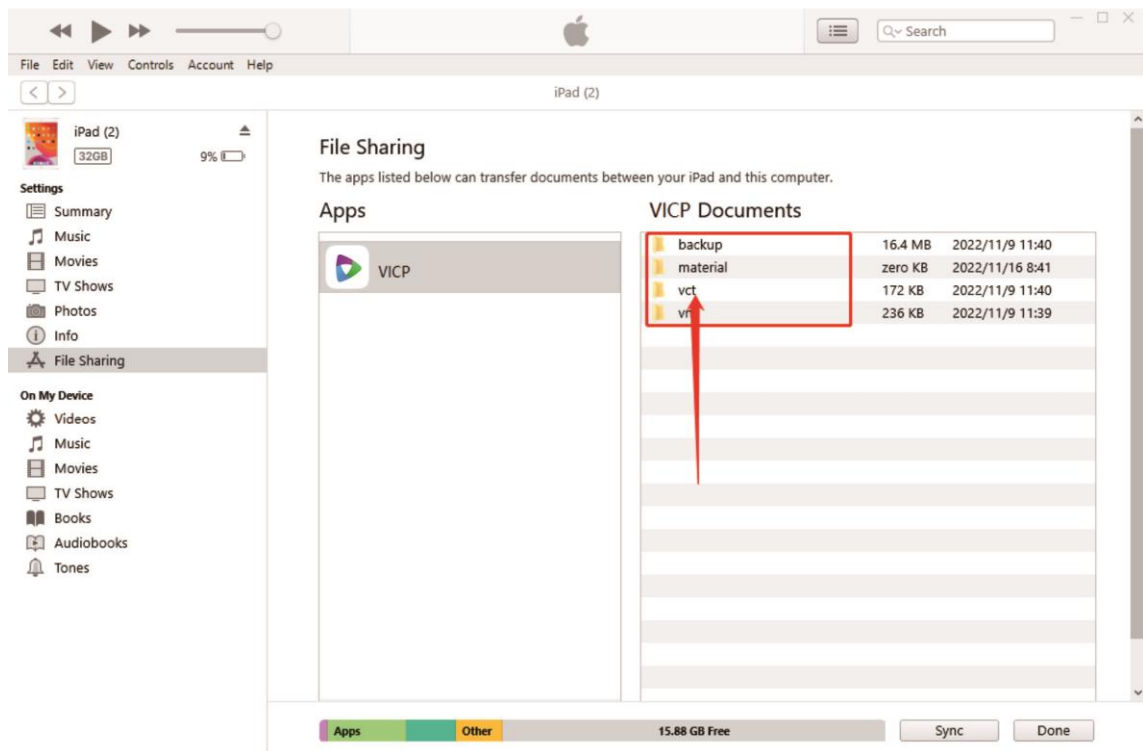 Search
File Edit View Controls Account Help
iPad (2)
iPad (2)
32GB 9%
Settings
Summary
Music
Movies
TV Shows
Photos
Info
File Sharing
On My Device
Videos
Music
Movies
TV Shows
Books
Audiobooks
Tones
File Sharing
The apps listed below can transfer documents between your iPad and this computer.
Apps
VICP
VICP Documents
backup 16.4 MB 2022/11/9 11:40
material zero KB 2022/11/16 8:41
vct 172 KB 2022/11/9 11:40
236 KB 2022/11/9 11:39
Apps Other 15.88 GB Free Sync Done